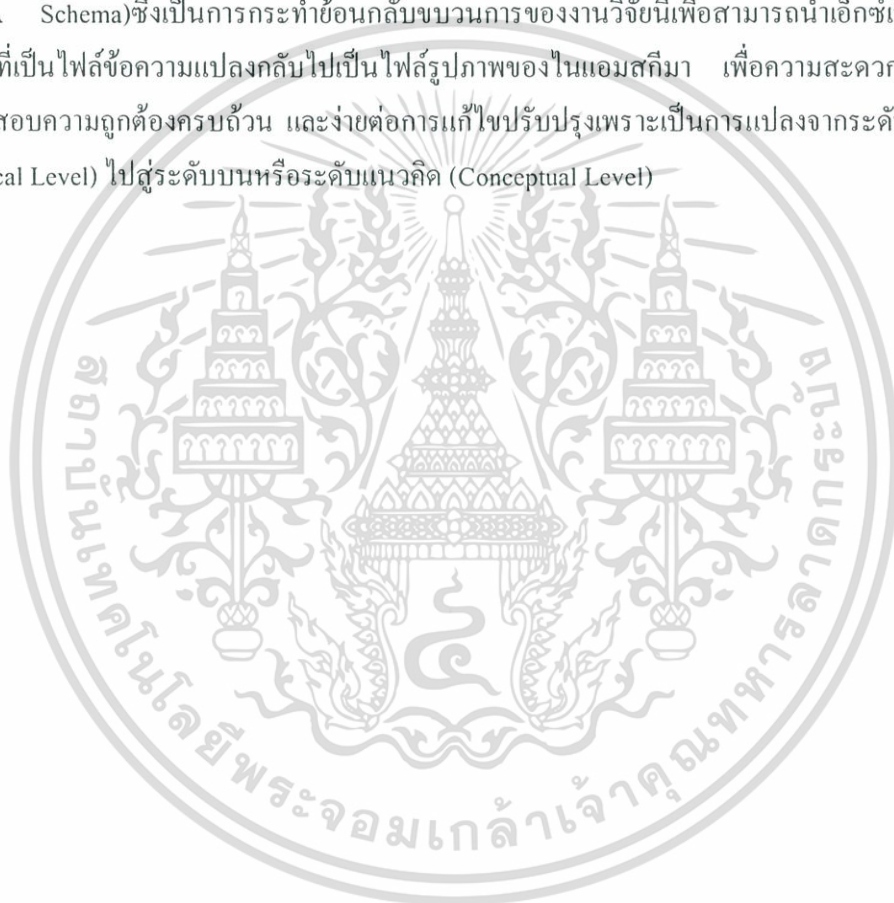 Schema)ซึ่งเป็นการกระทำย้อนกลับขบวนการของงานวิจัยนี้เพื่อสามารถนำเอ็กซ์
ที่เป็นไฟล์ข้อความแปลงกลับไปเป็นไฟล์รูปภาพของไนแอมสกีมา เพื่อความสะดวก
สอบความถูกต้องครบถ้วน และง่ายต่อการแก้ไขปรับปรุงเพราะเป็นการแปลงจากระดับ
cal Level) ไปสู่ระดับบนหรือระดับแนวคิด (Conceptual Level)
สถาบันเทคโนโลยีพระจอมเกล้าเจ้าคุณทหารลาดกระบัง